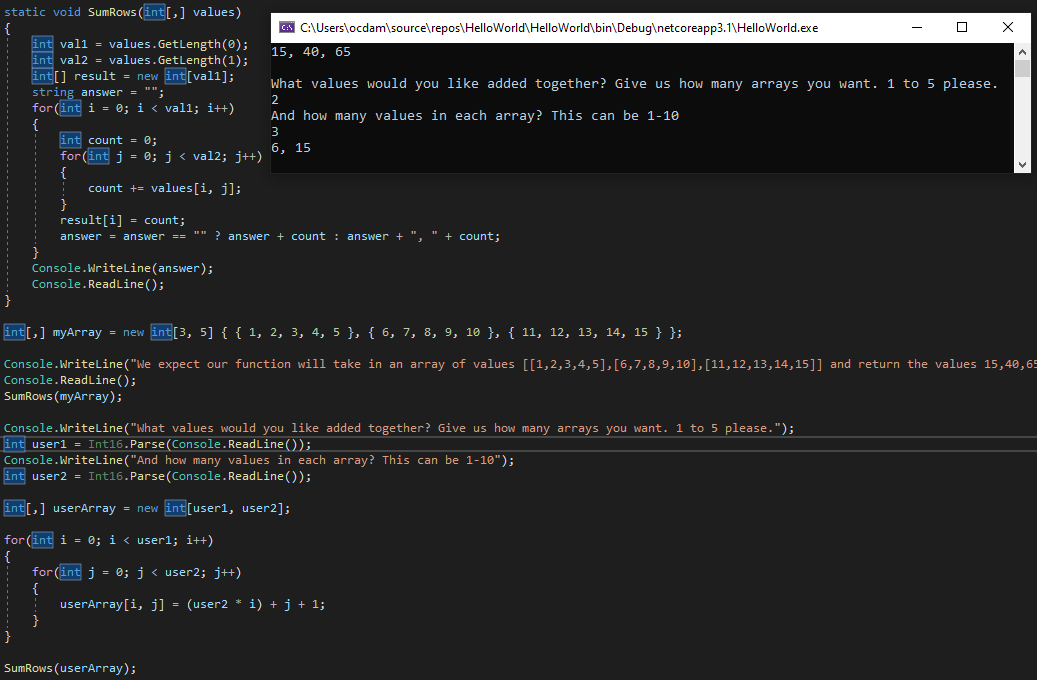 static void SumRows(int[,] values)
{
int val1 = values.GetLength(0);
int val2 = values.GetLength(1);
int[] result = new int[val1];
string answer = "";
for(int i = 0; i < val1; i++)
{
int count = 0;
for(int j = 0; j < val2; j++)
{
count += values[i, j];
}
result[i] = count;
answer = answer == "" ? answer + count : answer + ", " + count;
}
Console.WriteLine(answer);
Console.ReadLine();
}
int[,] myArray = new int[3, 5] { { 1, 2, 3, 4, 5 }, { 6, 7, 8, 9, 10 }, { 11, 12, 13, 14, 15 } };
Console.WriteLine("We expect our function will take in an array of values [[1,2,3,4,5],[6,7,8,9,10],[11,12,13,14,15]] and return the values 15,40,65
Console.ReadLine();
SumRows(myArray);
Console.WriteLine("What values would you like added together? Give us how many arrays you want. 1 to 5 please.");
int user1 = Int16.Parse(Console.ReadLine());
Console.WriteLine("And how many values in each array? This can be 1-10");
int user2 = Int16.Parse(Console.ReadLine());
int[,] userArray = new int[user1, user2];
for(int i = 0; i < user1; i++)
{
for(int j = 0; j < user2; j++)
{
userArray[i, j] = (user2 * i) + j + 1;
}
}
SumRows(userArray);
C:\Users\ocdam\source\repos\HelloWorld\HelloWorld\bin\Debug\netcoreapp3.1\HelloWorld.exe
15, 40, 65
What values would you like added together? Give us how many arrays you want. 1 to 5 please.
2
And how many values in each array? This can be 1-10
3
6, 15